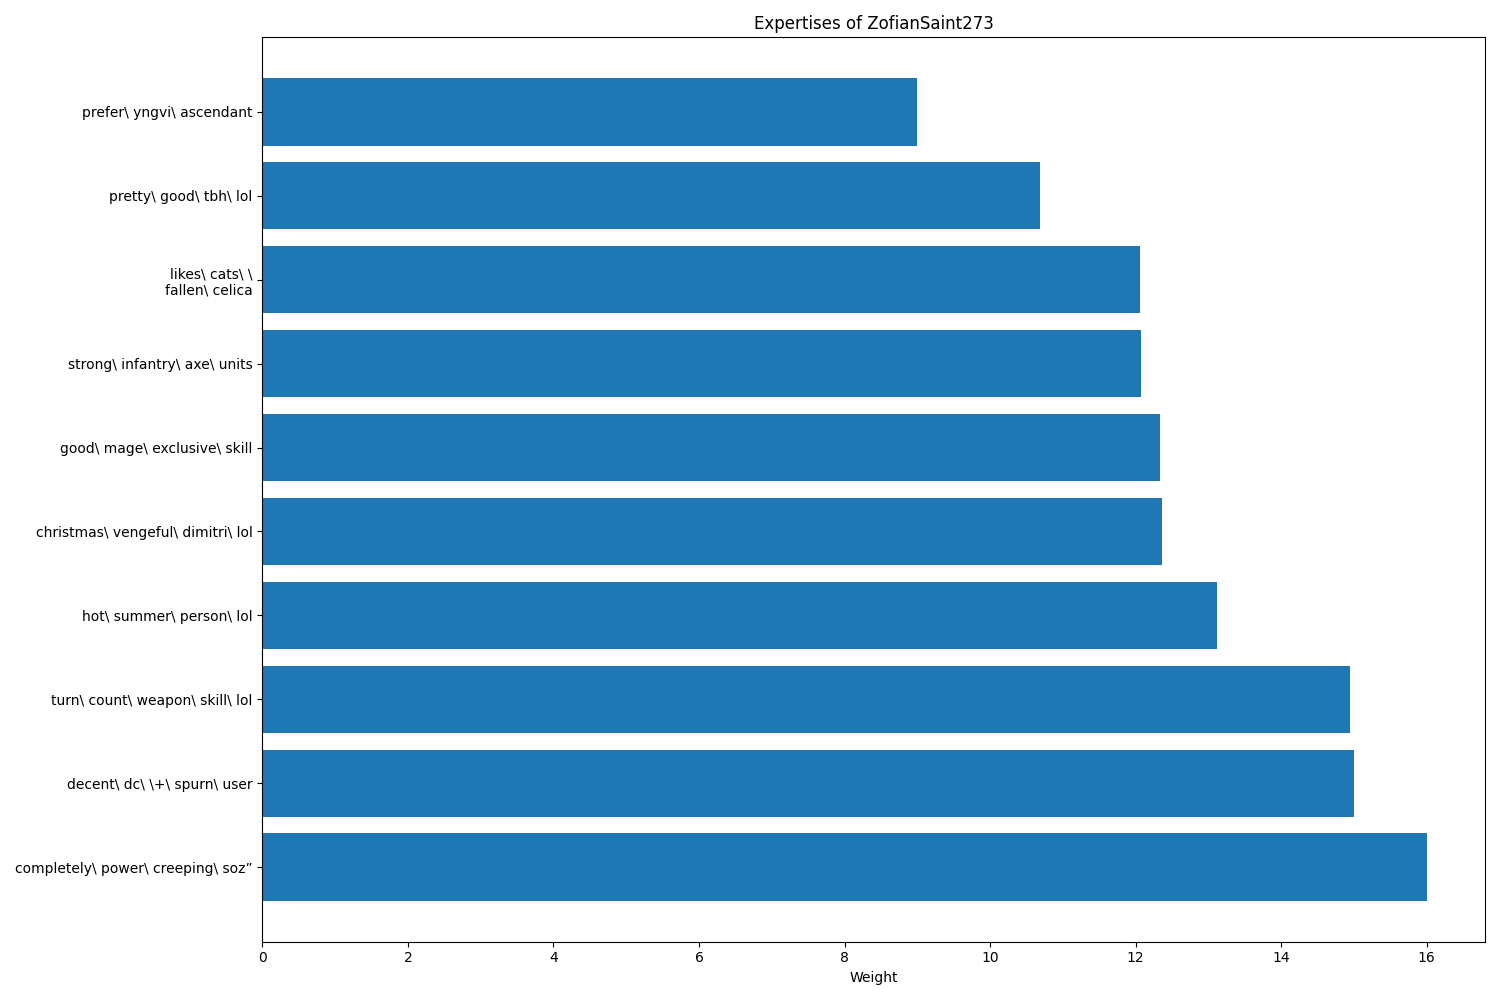 Expertises of ZofianSaint273
prefer\ yngvi\ ascendant
pretty\ good\ tbh\ lol
likes\ cats\ \
fallen\ celica
strong\ infantry\ axe\ units
good\ mage\ exclusive\ skill
christmas\ vengeful\ dimitri\ lol
hot\ summer\ person\ lol
turn\ count\ weapon\ skill\ lol
decent\ dc\ \+\ spurn\ user
completely\ power\ creeping\ soz”
0 2 4 6 8 10 12 14 16
Weight